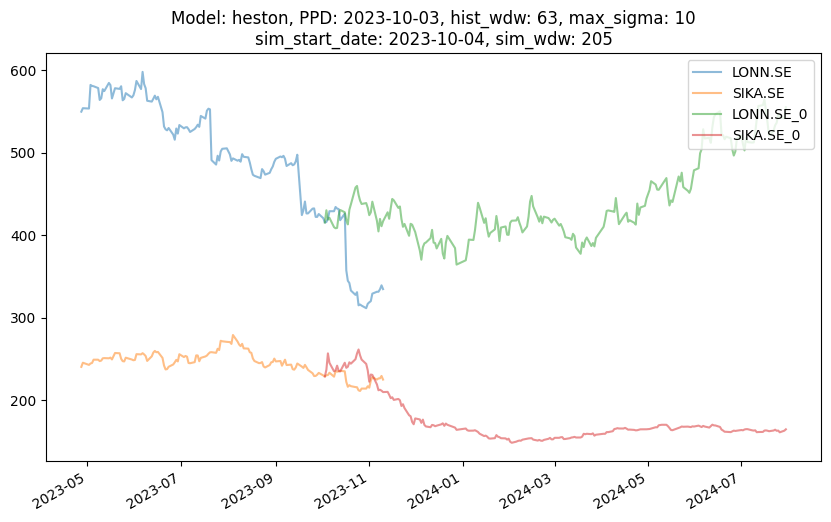 Model: heston, PPD: 2023-10-03, hist_wdw: 63, max_sigma: 10
sim_start_date: 2023-10-04, sim_wdw: 205
LONN.SE
SIKA.SE
LONN.SE_0
SIKA.SE_0
600
500
400
300
200
2023-05
2023-07
2023-09
2023-11
2024-01
2024-03
2024-05
2024-07